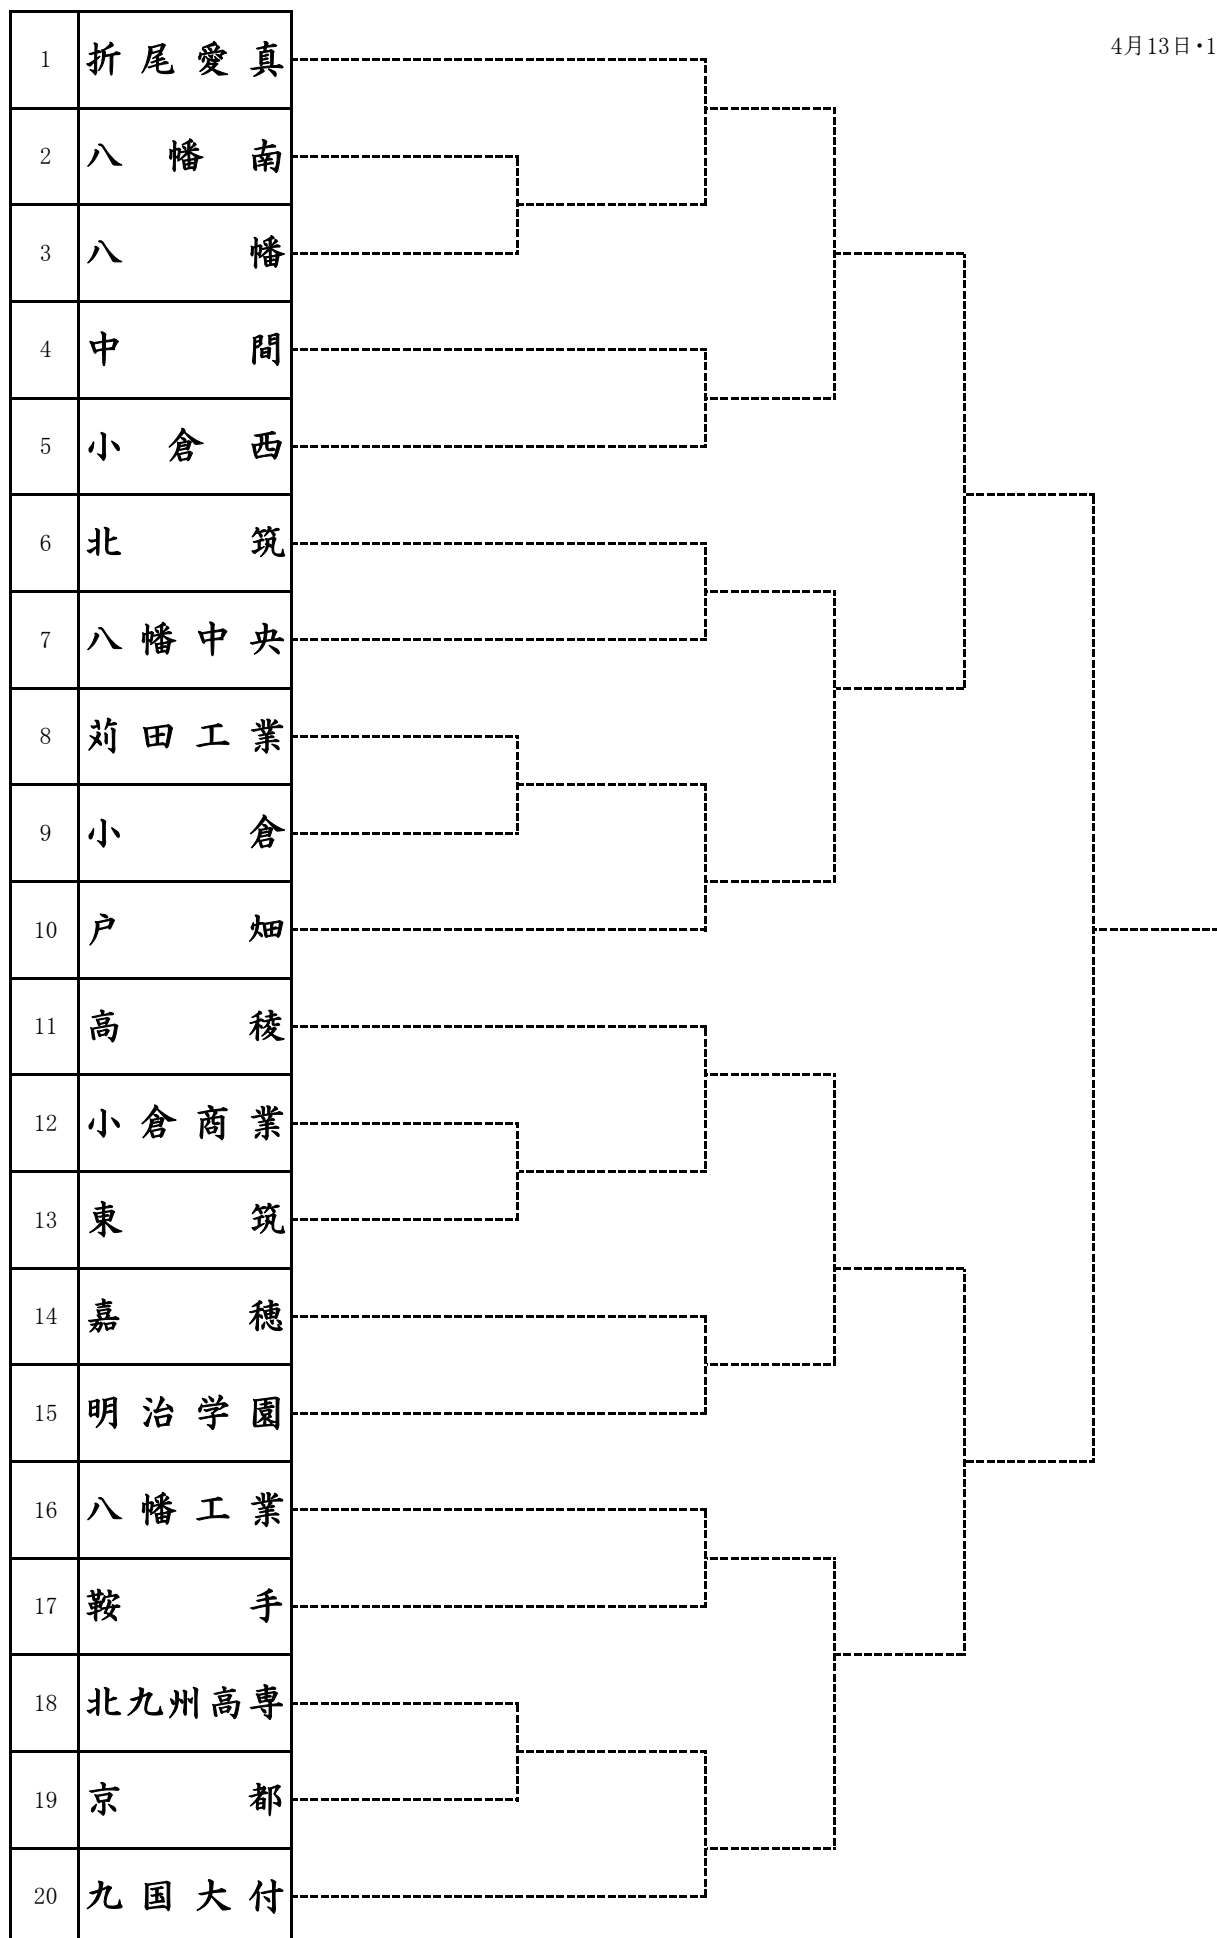 4月13日・1
1 折尾愛真
2 八幡南
3 八幡
4 中間
5 小倉西
6 北筑
7 八幡中央
8 苅田工業
9 小倉
10 戸畑
11 高稜
12 小倉商業
13 東筑
14 嘉穂
15 明治学園
16 八幡工業
17 鞍手
18 北九州高専
19 京都
20 九国大付